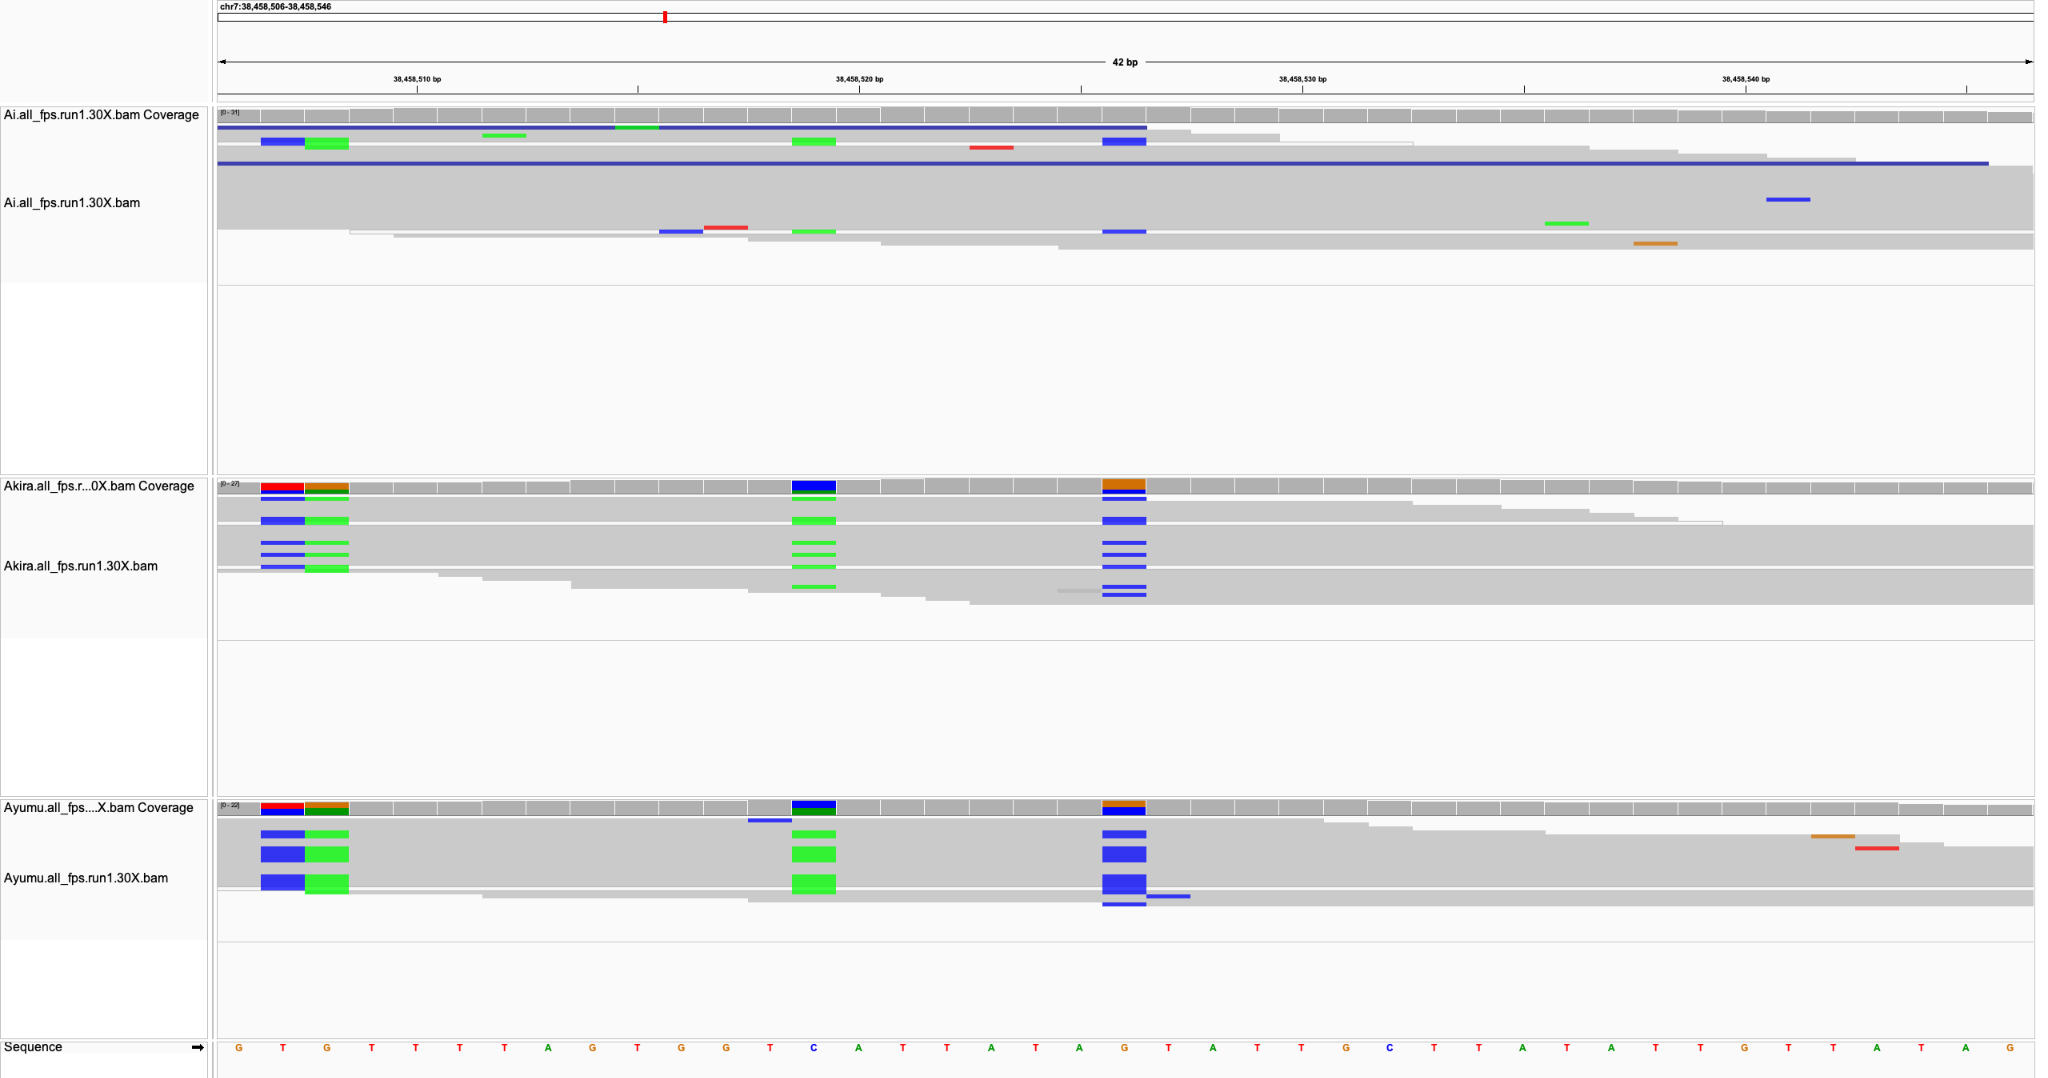 chr7:38,458,506-38,458,546
42 bp
38,458,510 bp 38,458,520 bp 38,458,530 bp 38,458,540 bp
Ai.all_fps.run1.30X.bam Coverage
[0 - 31]
Ai.all_fps.run1.30X.bam
Akira.all_fps.r...0X.bam Coverage
[0 - 27]
Akira.all_fps.run1.30X.bam
Ayumu.all_fps....X.bam Coverage
[0 - 22]
Ayumu.all_fps.run1.30X.bam
Sequence G T G T T T T A G T G G T C A T T A T A G T A T T G C T T A T A T T G T T A T A G